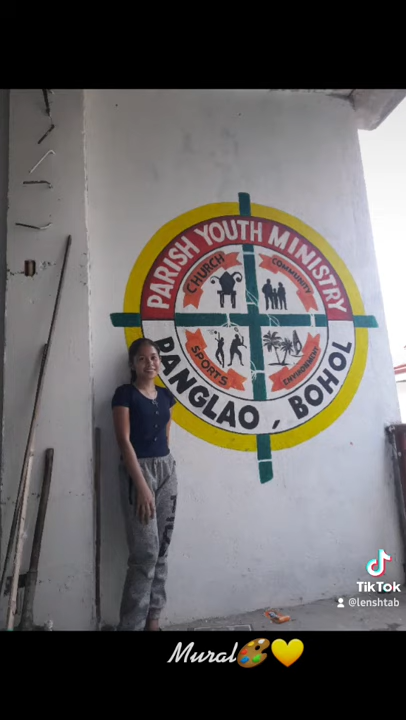 PARISH YOUTH MINISTRY
CHURCH
COMMUNITY
SPORTS
ENVIRONMENT
PANGLAO, BOHOL
TikTok
@lenshtab
Mural🎨💛